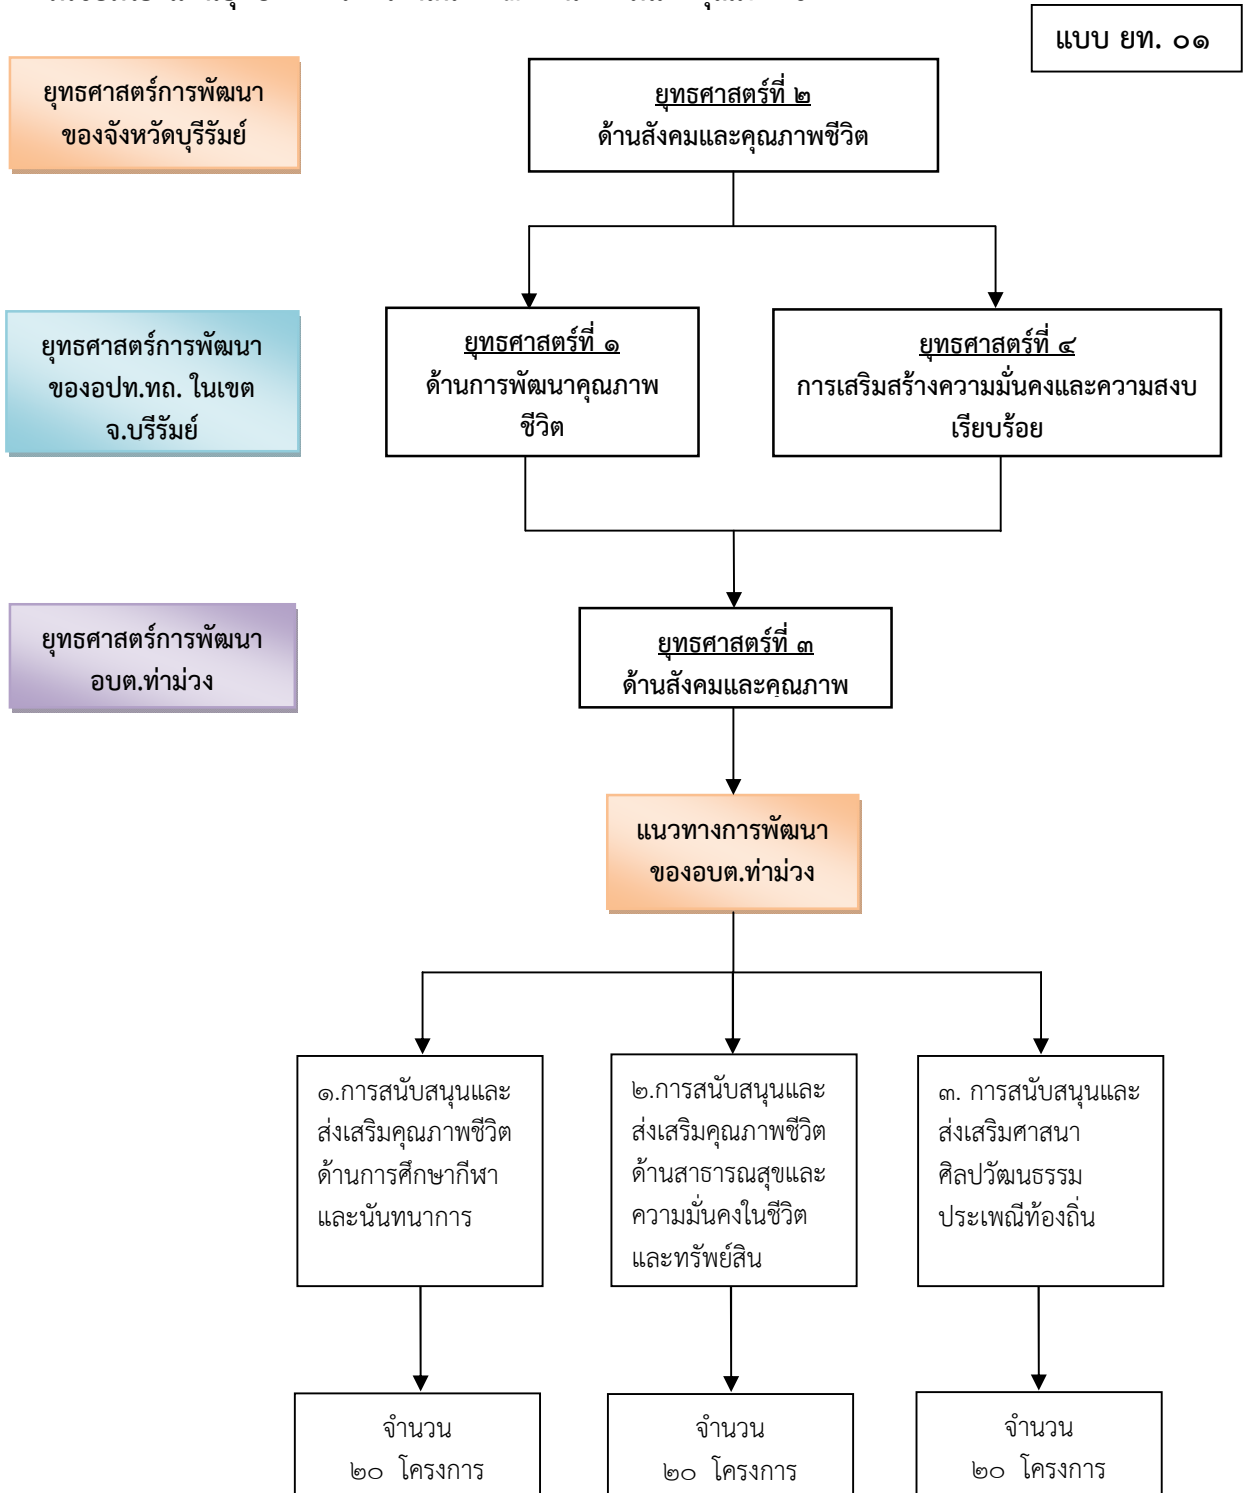 แบบ ยท. ๐๑
ยุทธศาสตร์การพัฒนา
ของจังหวัดบุรีรัมย์
ยุทธศาสตร์ที่ ๒
ด้านสังคมและคุณภาพชีวิต
ยุทธศาสตร์การพัฒนา
ของอปท.ทถ. ในเขต
จ.บรีรัมย์
ยุทธศาสตร์ที่ ๑
ด้านการพัฒนาคุณภาพ
ชีวิต
ยุทธศาสตร์ที่ ๔
การเสริมสร้างความมั่นคงและความสงบ
เรียบร้อย
ยุทธศาสตร์การพัฒนา
อบต.ท่าม่วง
ยุทธศาสตร์ที่ ๓
ด้านสังคมและคุณภาพ
แนวทางการพัฒนา
ของอบต.ท่าม่วง
๑.การสนับสนุนและ
ส่งเสริมคุณภาพชีวิต
ด้านการศึกษากีฬา
และนันทนาการ
๒.การสนับสนุนและ
ส่งเสริมคุณภาพชีวิต
ด้านสาธารณสุขและ
ความมั่นคงในชีวิต
และทรัพย์สิน
๓. การสนับสนุนและ
ส่งเสริมศาสนา
ศิลปวัฒนธรรม
ประเพณีท้องถิ่น
จำนวน
๒๐ โครงการ
จำนวน
๒๐ โครงการ
จำนวน
๒๐ โครงการ